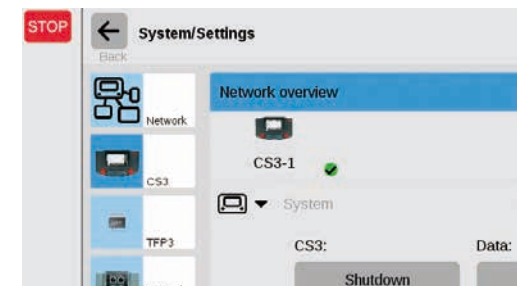 STOP
System/Settings
Back
Network
Network overview
CS3
CS3-1
System
TFP3
CS3:
Data:
Shutdown